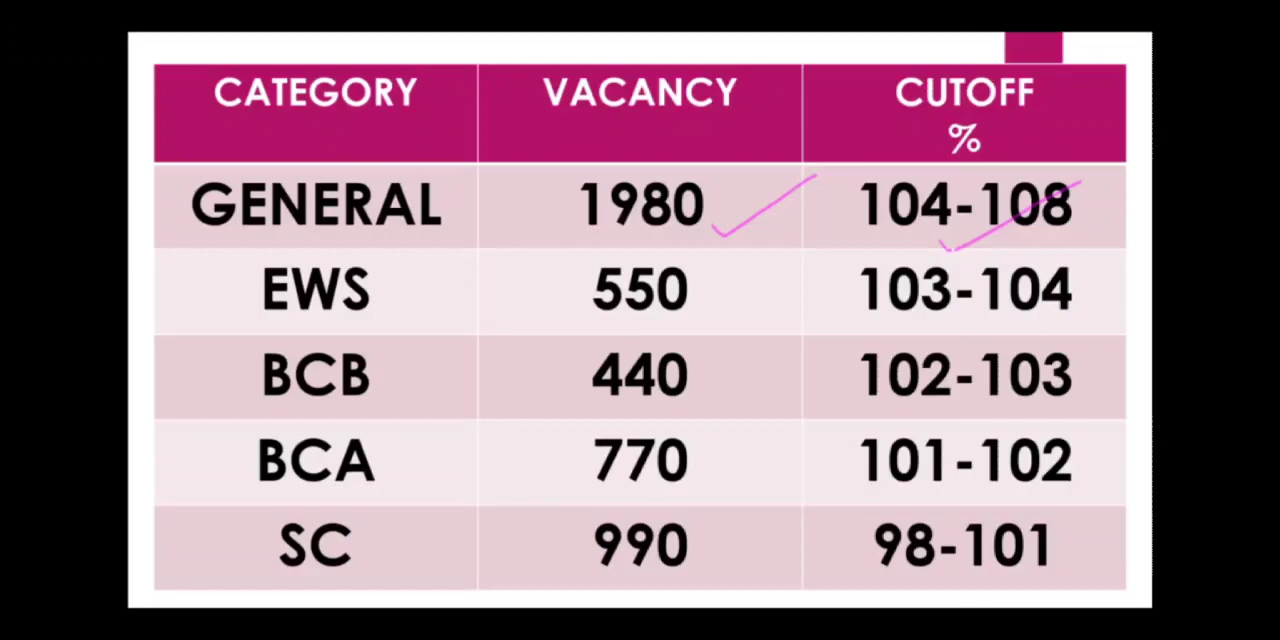 CATEGORY VACANCY CUTOFF
%
GENERAL 1980 104-108
EWS 550 103-104
BCB 440 102-103
BCA 770 101-102
SC 990 98-101